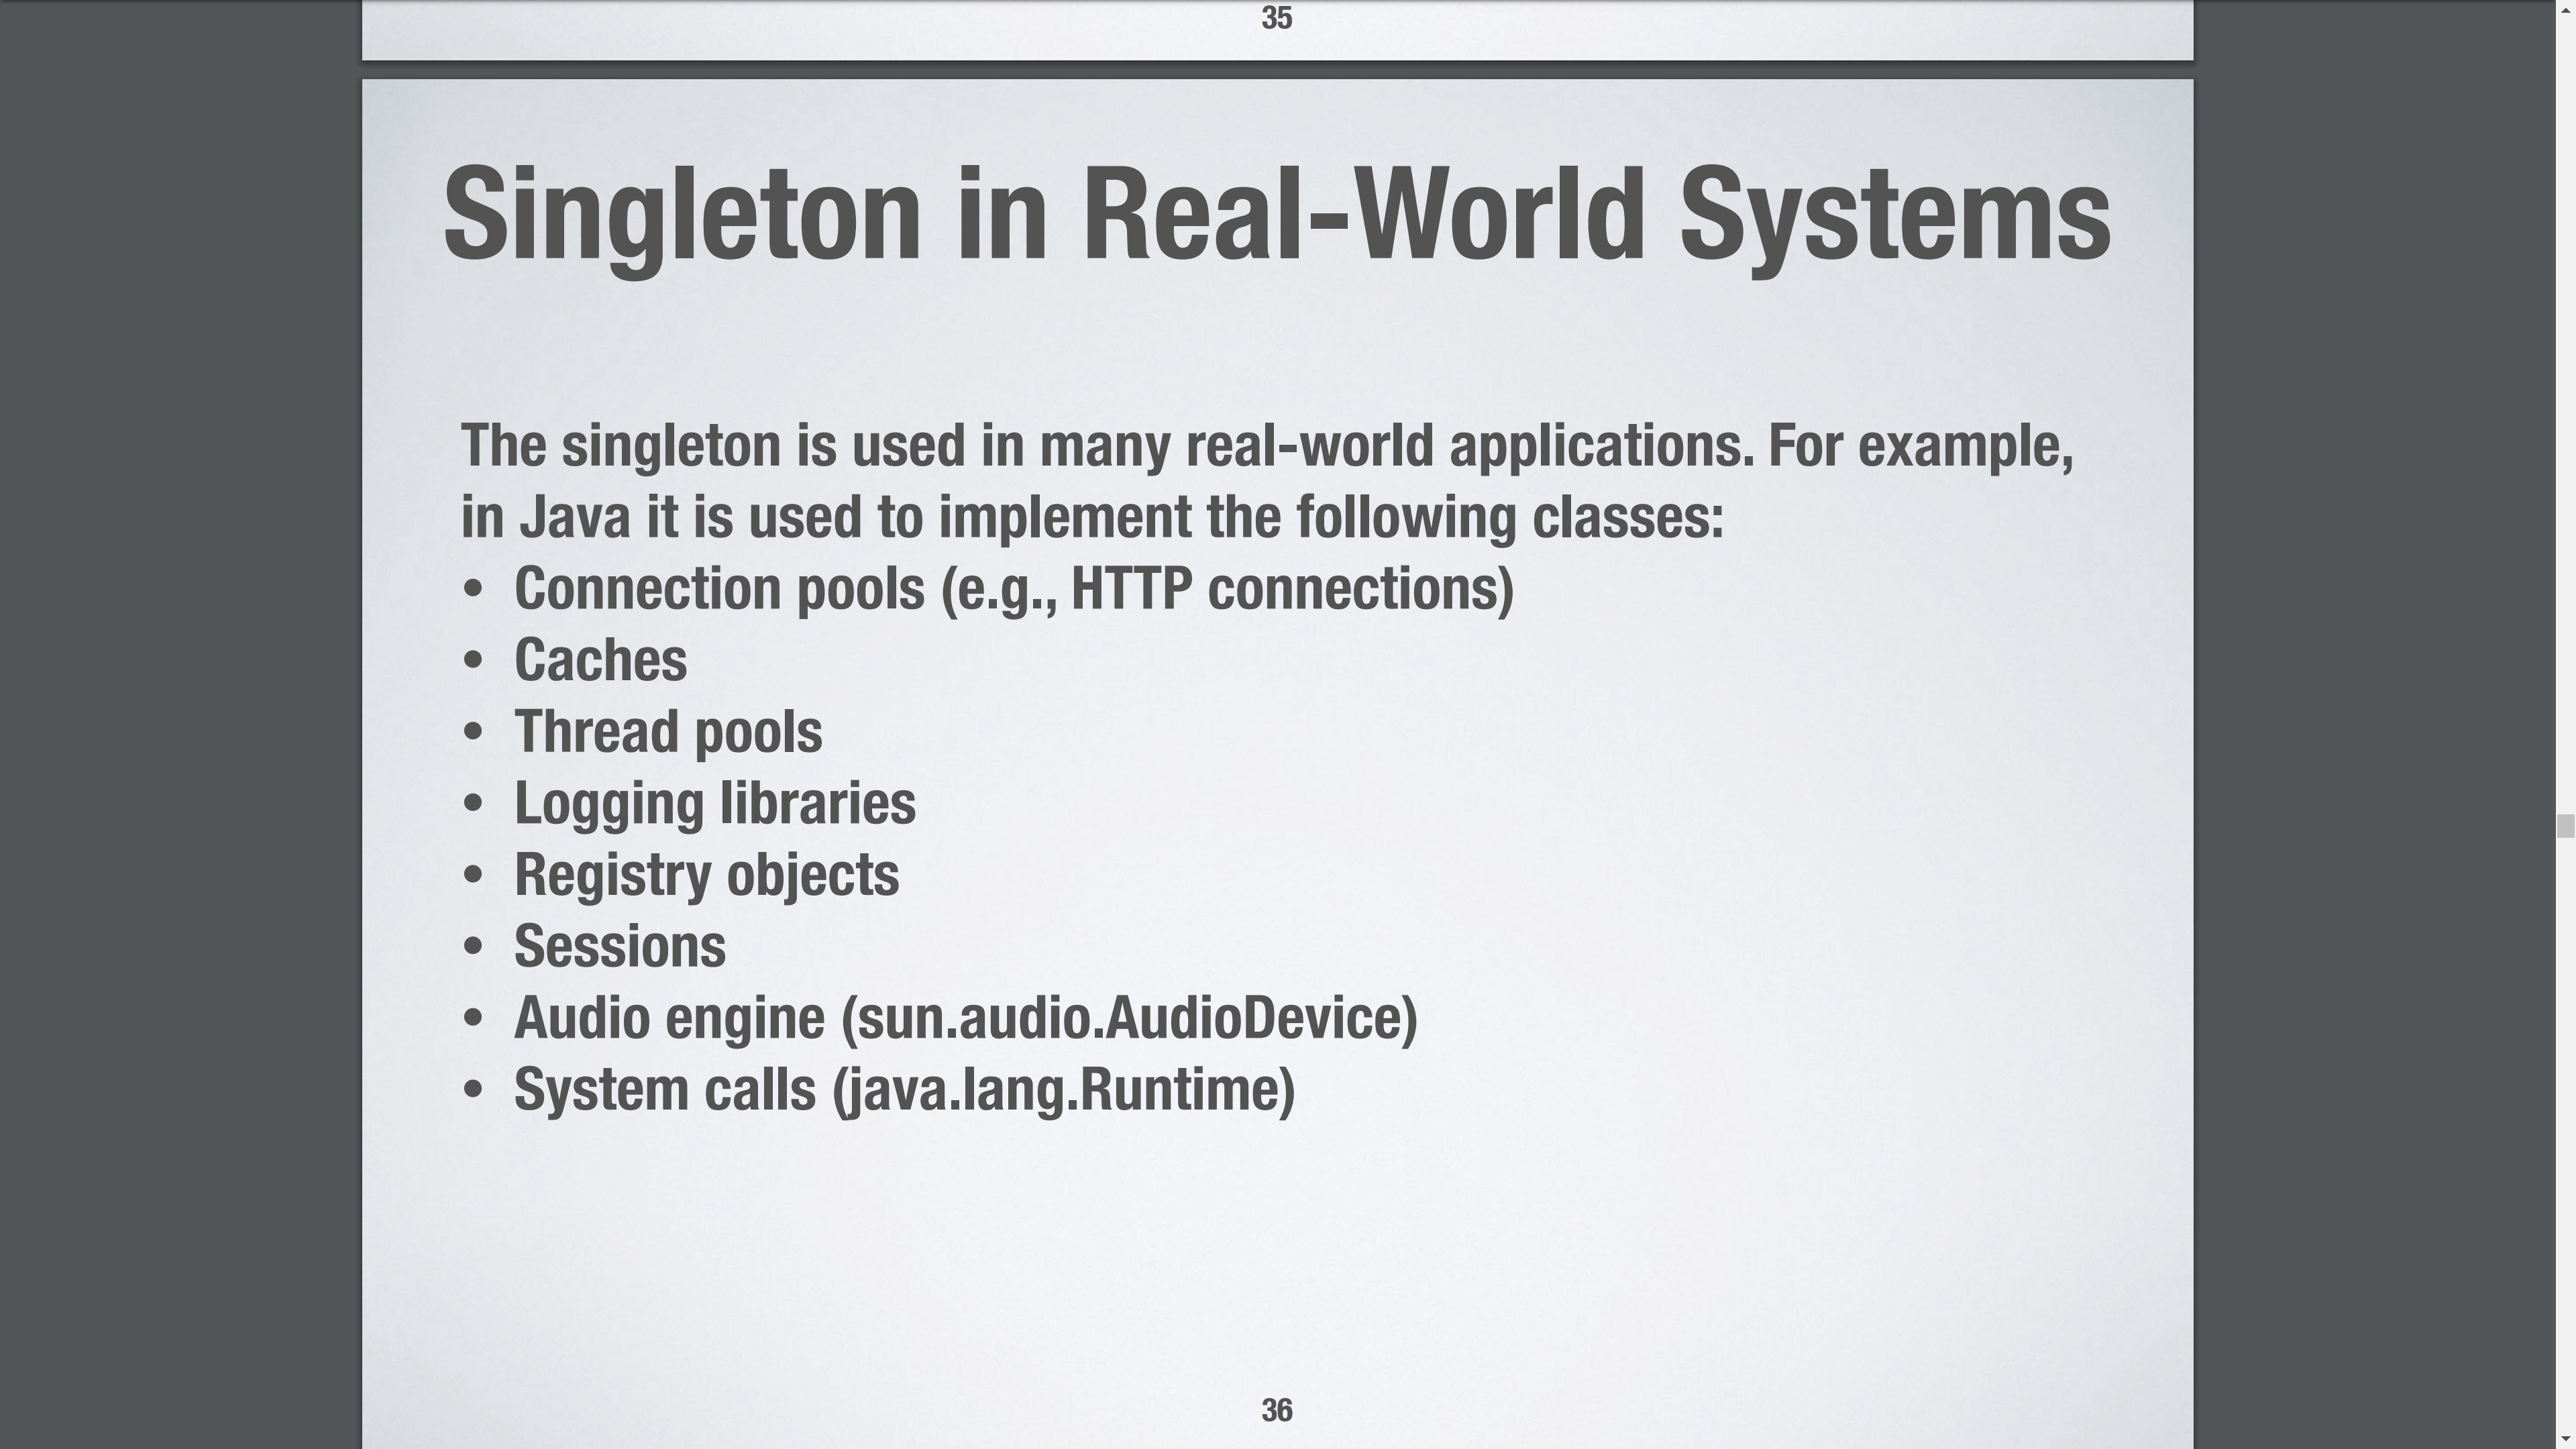 35
Singleton in Real-World Systems
The singleton is used in many real-world applications. For example,
in Java it is used to implement the following classes:
• Connection pools (e.g., HTTP connections)
• Caches
• Thread pools
• Logging libraries
• Registry objects
• Sessions
• Audio engine (sun.audio.AudioDevice)
• System calls (java.lang.Runtime)
36